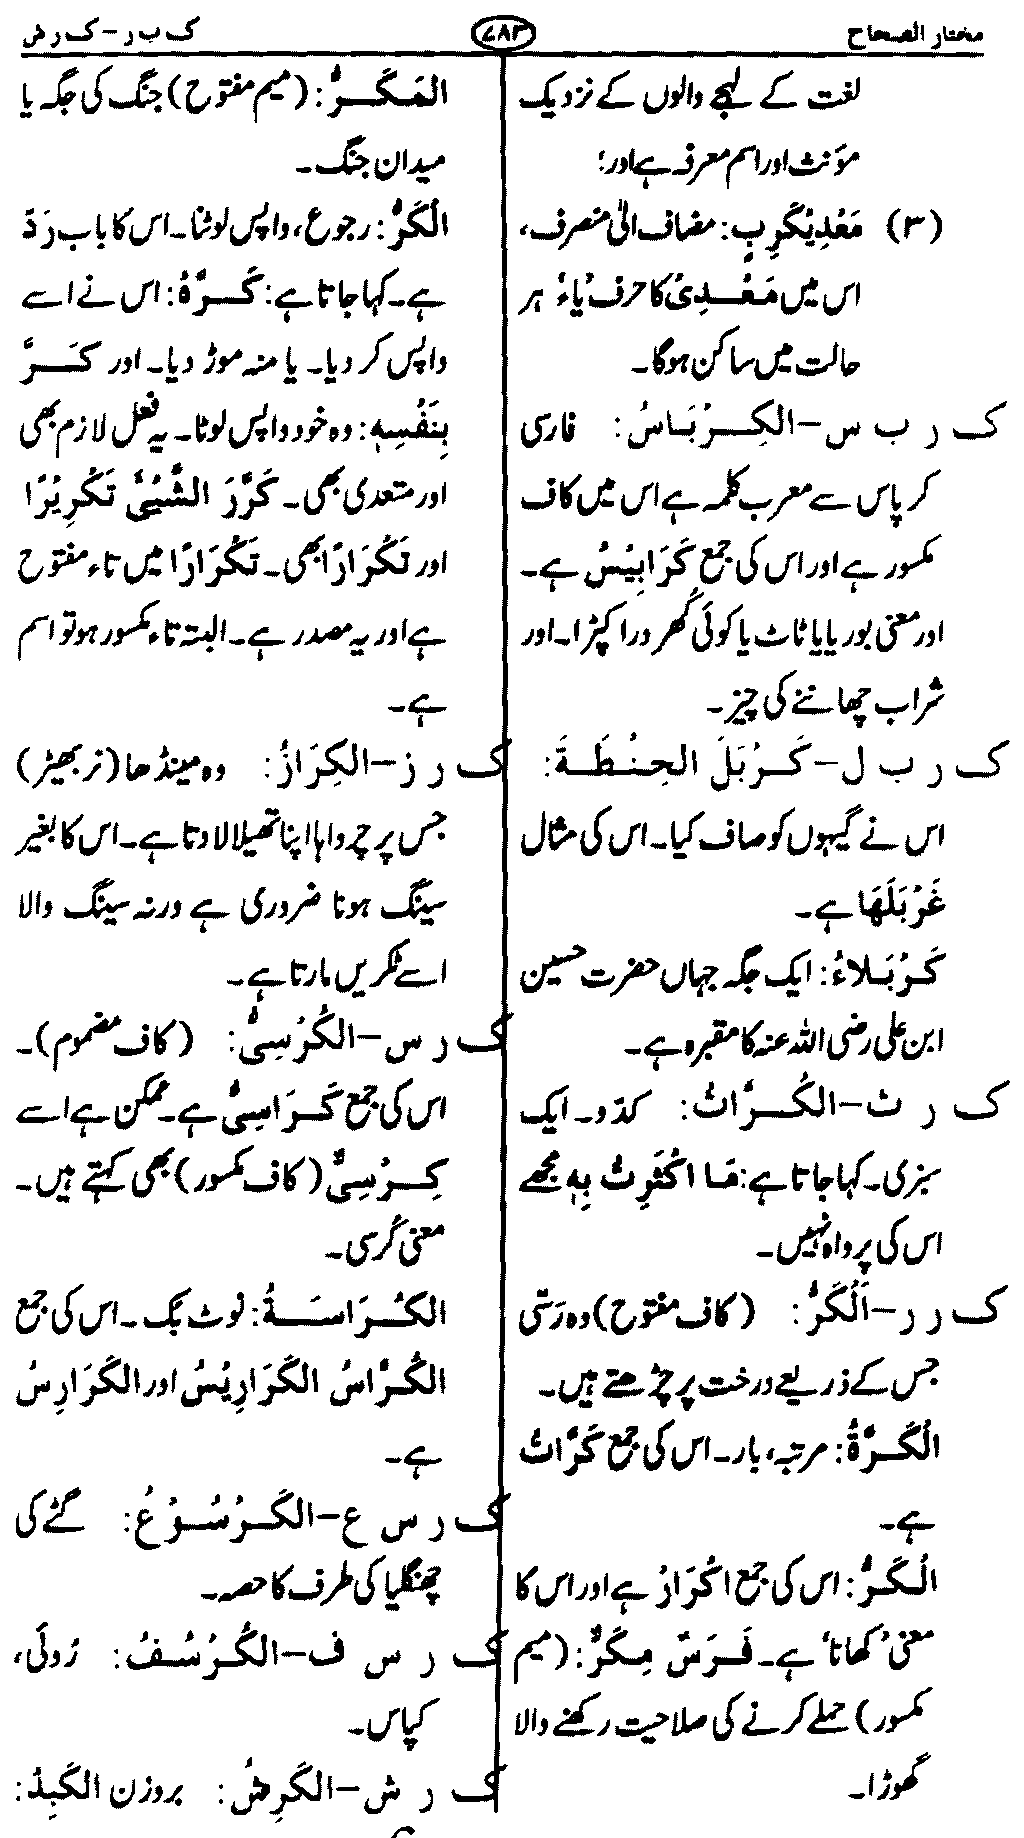 مختار الصحاح
۷۸۳
ک ب ر – ک ر ش
لغت کے لہجے والوں کے نزدیک
مؤنث اور اسم معرفہ ہے اور؛
(۳) مَعْدِیْکَرِبٍ: مضاف الیٰ منصرف،
اس میں مَعْدِیْ کا حرف یاء ہر
حالت میں ساکن ہوگا۔
ک ر ب س – الکِرْبَاسُ: فارسی
کرپاس سے معرب کلمہ ہے اس میں کاف
مکسور ہے اور اس کی جمع کَرَابِیْسُ ہے۔
اور معنی بوریا یا ٹاٹ یا کوئی کُھردرا کپڑا۔ اور
شراب چھاننے کی چیز۔
ک ر ب ل – کَرْبَلَ الحِنْطَةَ:
اس نے گیہوں کو صاف کیا۔ اس کی مثال
غَرْبَلَهَا ہے۔
کَرْبَلاءُ: ایک جگہ جہاں حضرت حسین
ابن علی رضی اللہ عنہ کا مقبرہ ہے۔
ک ر ث – الکُرَّاثُ: کدّو۔ ایک
سبزی۔ کہا جاتا ہے: مَا اکْتَرِثُ بِهٖ مجھے
اس کی پرواہ نہیں۔
ک ر ر – اَلْکَرُّ: (کاف مفتوح) وہ رَسّی
جس کے ذریعے درخت پر چڑھتے ہیں۔
الْکَرَّةُ: مرتبہ، بار۔ اس کی جمع کَرَّاتُ
ہے۔
الْکَرُّ: اس کی جمع اکْرَارُ ہے اور اس کا
معنی 'کھاتا' ہے۔ فَرَسٌ مِکَرٌّ: (میم
مکسور) حملے کرنے کی صلاحیت رکھنے والا
گھوڑا۔
المَکَرُّ: (میم مفتوح) جنگ کی جگہ یا
میدان جنگ۔
الْکَرُّ: رجوع، واپس لوٹنا۔ اس کا باب رَدّ
ہے۔ کہا جاتا ہے: کَرَّهُ: اس نے اسے
واپس کر دیا۔ یا منہ موڑ دیا۔ اور کَرَّ
بِنَفْسِهٖ: وہ خود واپس لوٹا۔ یہ فعل لازم بھی
اور متعدی بھی۔ کَرَّرَ الشَّیْئَ تَکْرِیْرًا
اور تَکْرَارًا بھی۔ تَکْرَارًا میں تاء مفتوح
ہے اور یہ مصدر ہے۔ البتہ تاء مکسور ہو تو اسم
ہے۔
ک ر ز – الکِرَازُ: وہ مینڈھا (نر بھیڑ)
جس پر چرواہا اپنا تھیلا لادتا ہے۔ اس کا بغیر
سینگ ہونا ضروری ہے ورنہ سینگ والا
اسے ٹکریں مارتا ہے۔
ک ر س – الکُرْسِیُّ: (کاف مضموم)۔
اس کی جمع کَرَاسِیُّ ہے۔ ممکن ہے اسے
کِرْسِیٌّ (کاف مکسور) بھی کہتے ہیں۔
معنی کُرسی۔
الکُرَاسَةُ: نوٹ بک۔ اس کی جمع
الکُرَّاسُ الکَرَارِیْسُ اور الکَرَارِسُ
ہے۔
ک ر س ع – الکَرْسُوْعُ: گٹے کی
چھنگلیا کی طرف کا حصہ۔
ک ر س ف – الکُرْسُفُ: رُوئی،
کپاس۔
ک ر ش – الکَرِشُ: بروزن الکَبِدُ: